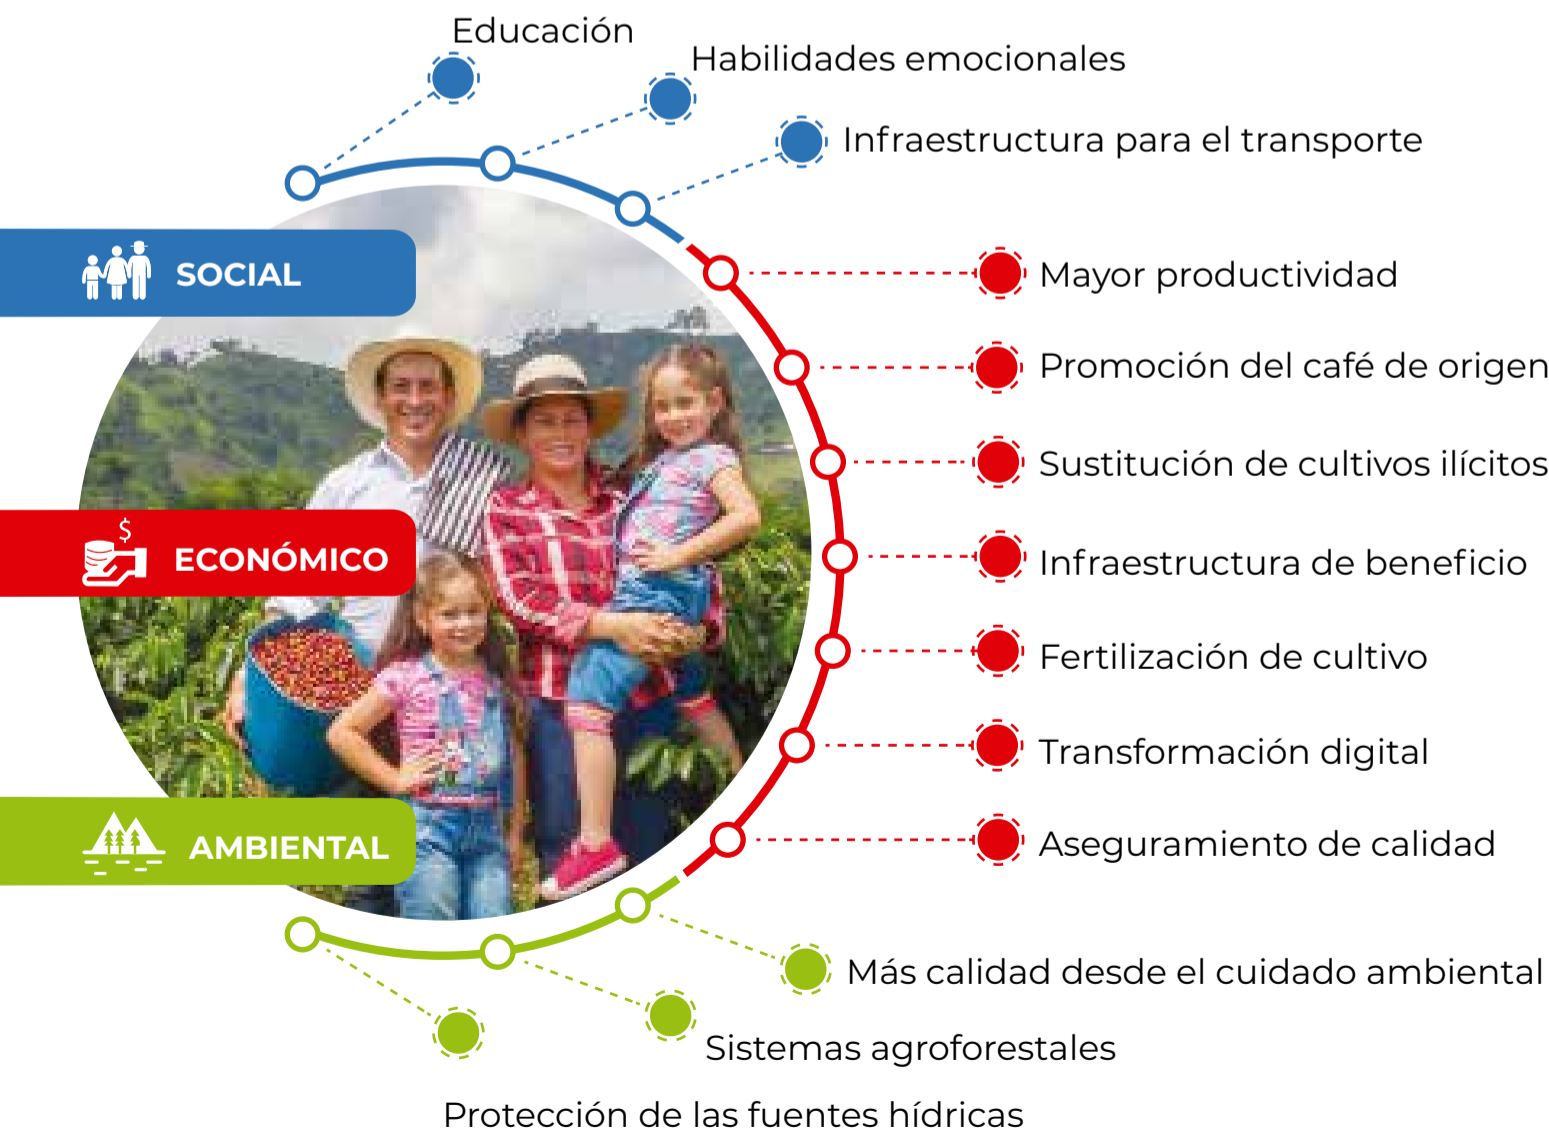 Educación
Habilidades emocionales
Infraestructura para el transporte
SOCIAL
Mayor productividad
Promoción del café de origen
Sustitución de cultivos ilícitos
$
ECONÓMICO
Infraestructura de beneficio
Fertilización de cultivo
Transformación digital
AMBIENTAL
Aseguramiento de calidad
Más calidad desde el cuidado ambiental
Sistemas agroforestales
Protección de las fuentes hídricas